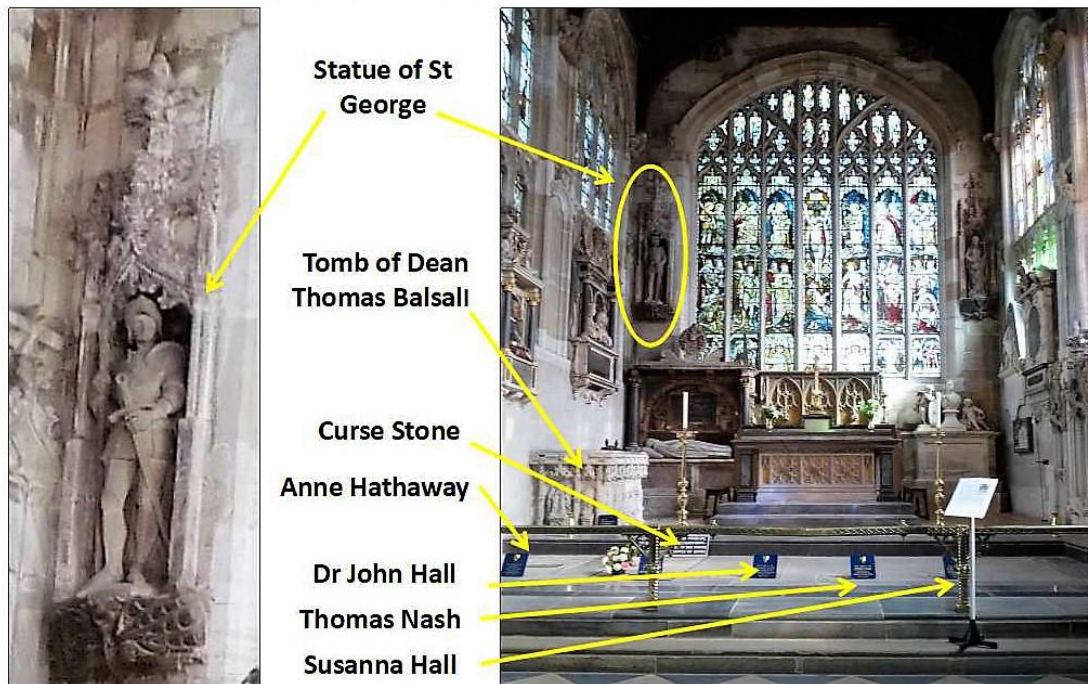 Statue of St
George
Tomb of Dean
Thomas Balsall
Curse Stone
Anne Hathaway
Dr John Hall
Thomas Nash
Susanna Hall